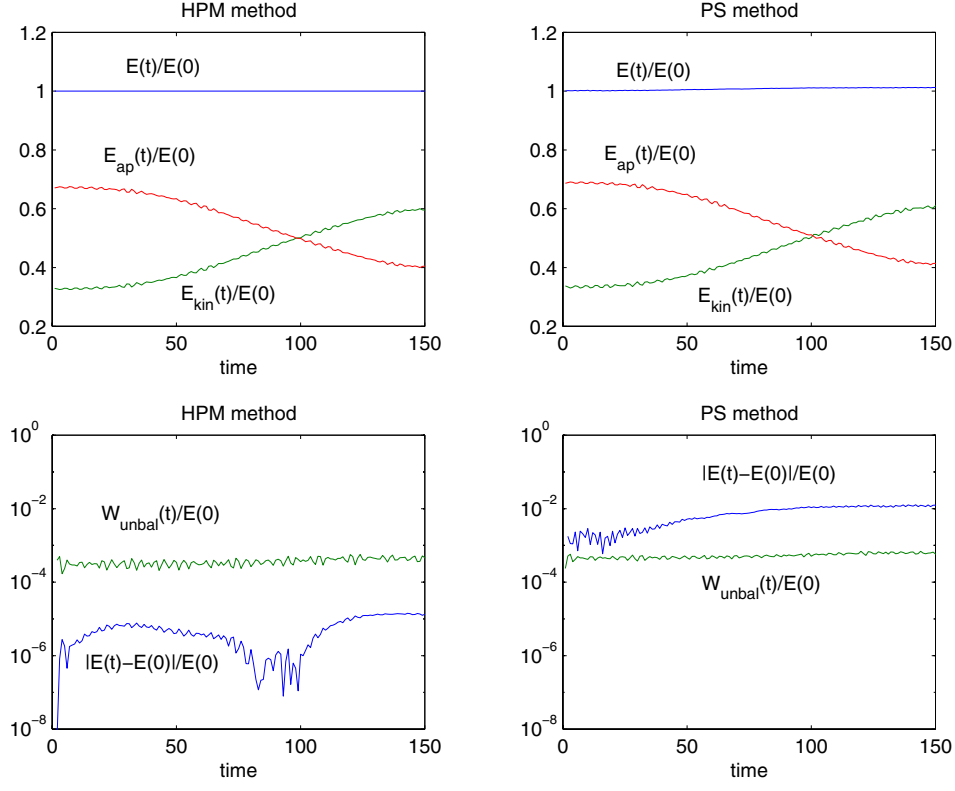 HPM method
1.2
1
0.8
0.6
0.4
0.2
E(t)/E(0)
E_ap(t)/E(0)
E_kin(t)/E(0)
0 50 100 150
time
PS method
1.2
1
0.8
0.6
0.4
0.2
E(t)/E(0)
E_ap(t)/E(0)
E_kin(t)/E(0)
0 50 100 150
time
HPM method
10^0
10^−2
10^−4
10^−6
10^−8
W_unbal(t)/E(0)
|E(t)−E(0)|/E(0)
0 50 100 150
time
PS method
10^0
10^−2
10^−4
10^−6
10^−8
|E(t)−E(0)|/E(0)
W_unbal(t)/E(0)
0 50 100 150
time